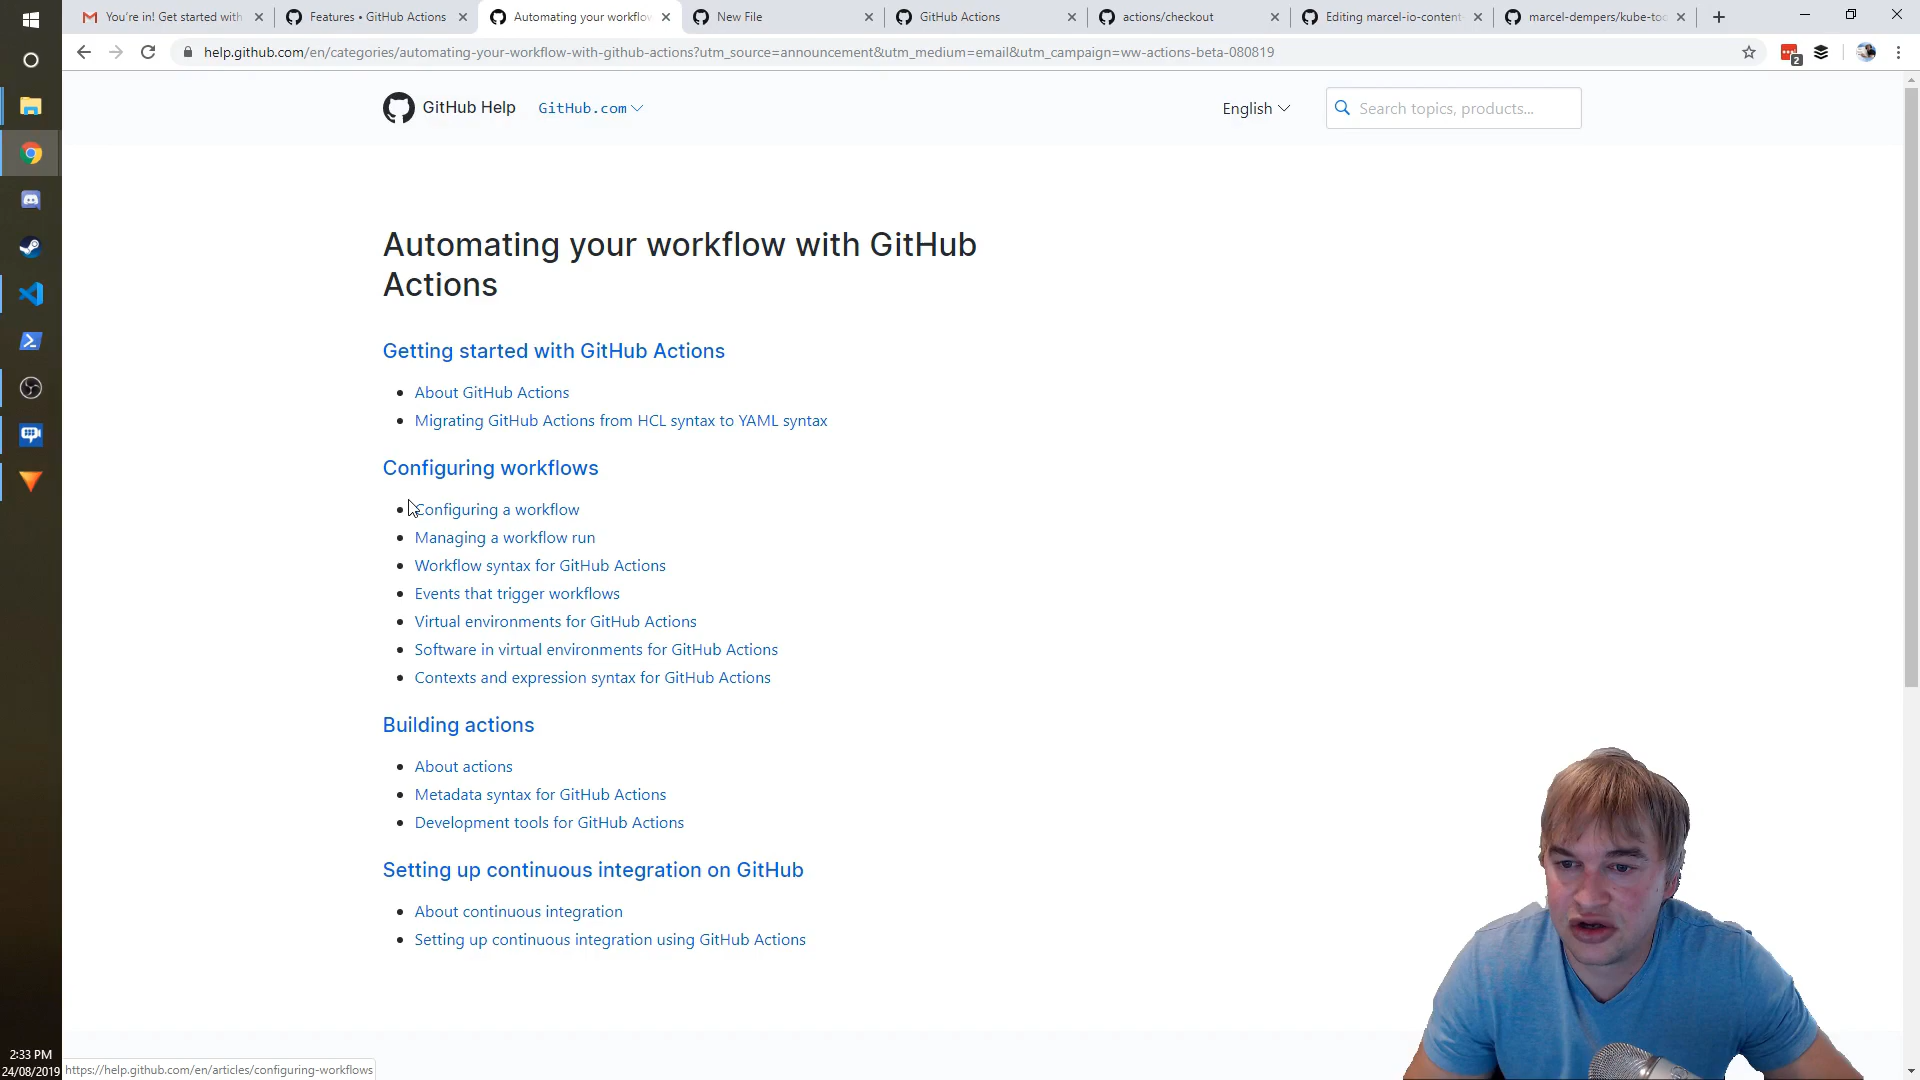 You're in! Get started with
Features • GitHub Actions
Automating your workflow
New File
GitHub Actions
actions/checkout
Editing marcel-io-content
marcel-dempers/kube-too
help.github.com/en/categories/automating-your-workflow-with-github-actions?utm_source=announcement&utm_medium=email&utm_campaign=ww-actions-beta-080819
2
GitHub Help
GitHub.com
English
Search topics, products...
Automating your workflow with GitHub
Actions
Getting started with GitHub Actions
About GitHub Actions
Migrating GitHub Actions from HCL syntax to YAML syntax
Configuring workflows
Configuring a workflow
Managing a workflow run
Workflow syntax for GitHub Actions
Events that trigger workflows
Virtual environments for GitHub Actions
Software in virtual environments for GitHub Actions
Contexts and expression syntax for GitHub Actions
Building actions
About actions
Metadata syntax for GitHub Actions
Development tools for GitHub Actions
Setting up continuous integration on GitHub
About continuous integration
Setting up continuous integration using GitHub Actions
2:33 PM
24/08/2019
https://help.github.com/en/articles/configuring-workflows